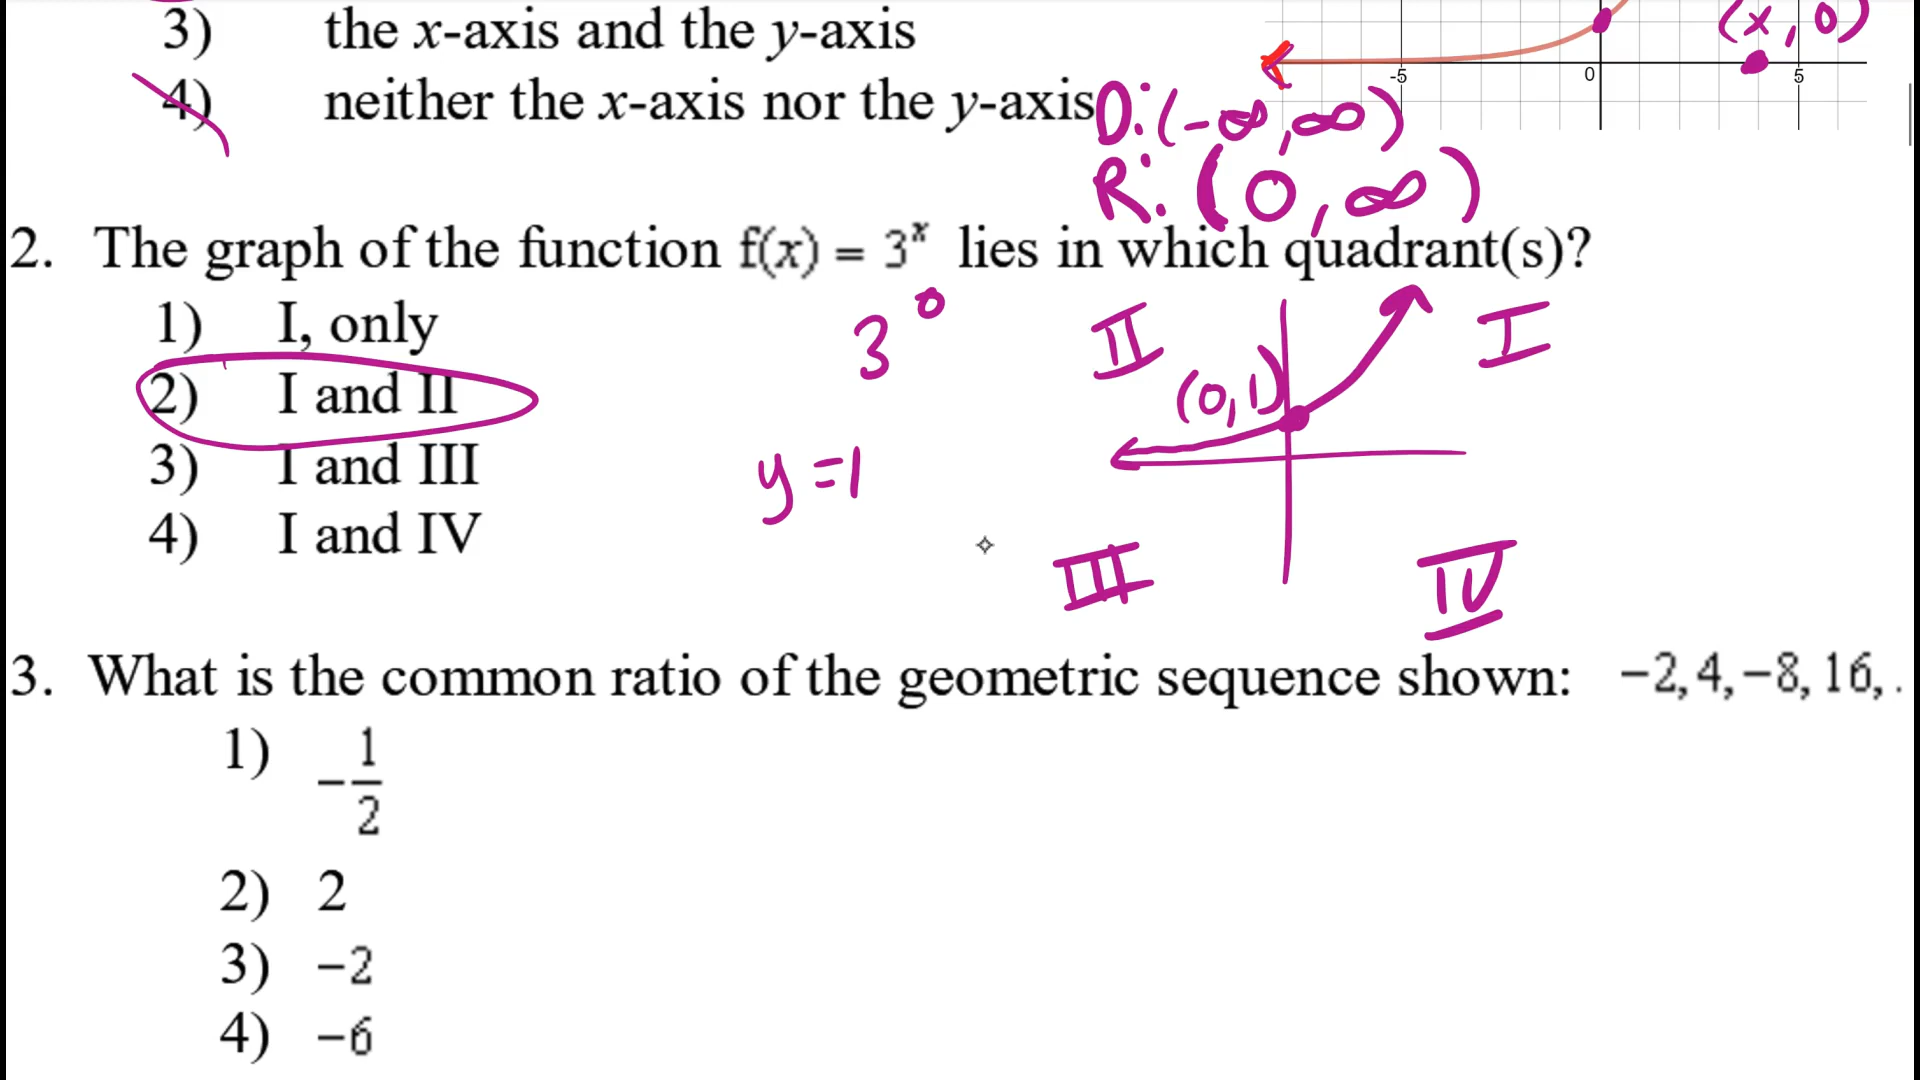 3) the x-axis and the y-axis
(x, 0)
-5 0 5
4) neither the x-axis nor the y-axis
D: (-∞, ∞)
R: (0, ∞)
2. The graph of the function f(x) = 3ˣ lies in which quadrant(s)?
1) I, only
3⁰
II
I
2) I and II
(0, 1)
3) I and III
y = 1
4) I and IV
III
IV
3. What is the common ratio of the geometric sequence shown: −2, 4, −8, 16, .
1) −1/2
2) 2
3) −2
4) −6